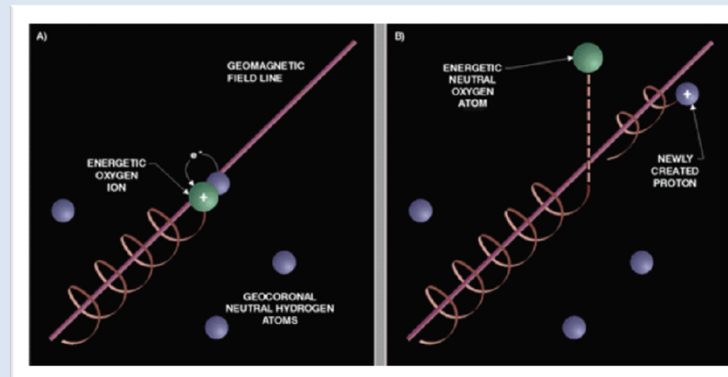 A)
GEOMAGNETIC
FIELD LINE
e-
ENERGETIC
OXYGEN
ION
+
GEOCORONAL
NEUTRAL HYDROGEN
ATOMS
B)
ENERGETIC
NEUTRAL
OXYGEN
ATOM
+
NEWLY
CREATED
PROTON